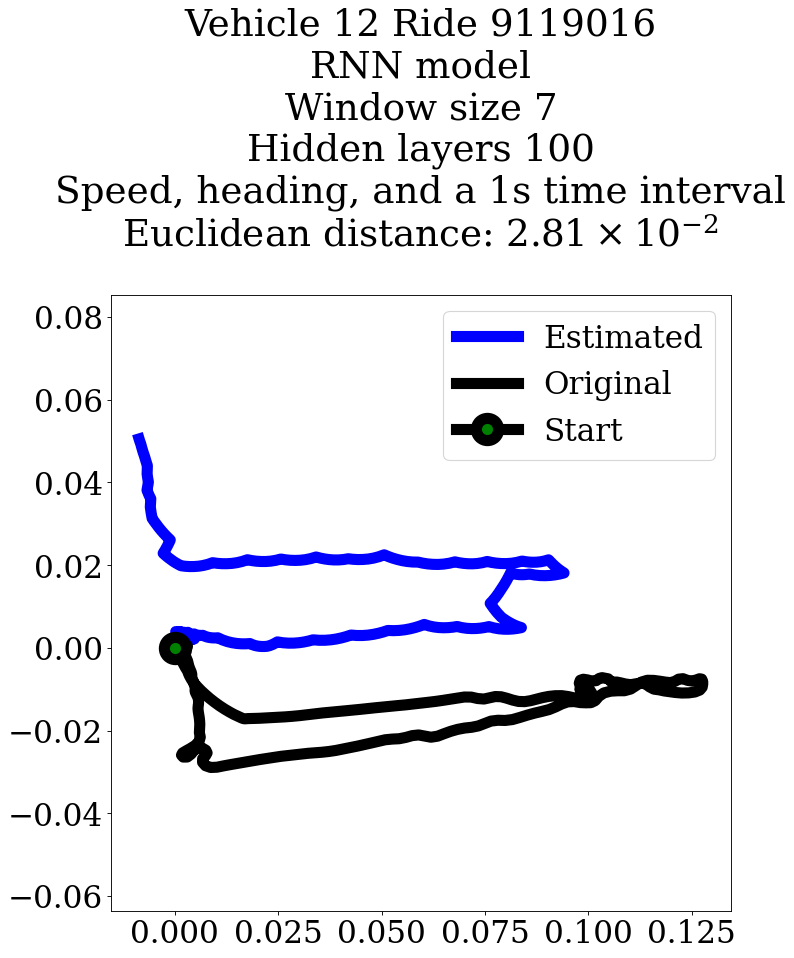 Vehicle 12 Ride 9119016
RNN model
Window size 7
Hidden layers 100
Speed, heading, and a 1s time interval
Euclidean distance: 2.81 × 10⁻²
Estimated
Original
Start
0.08
0.06
0.04
0.02
0.00
−0.02
−0.04
−0.06
0.000 0.025 0.050 0.075 0.100 0.125